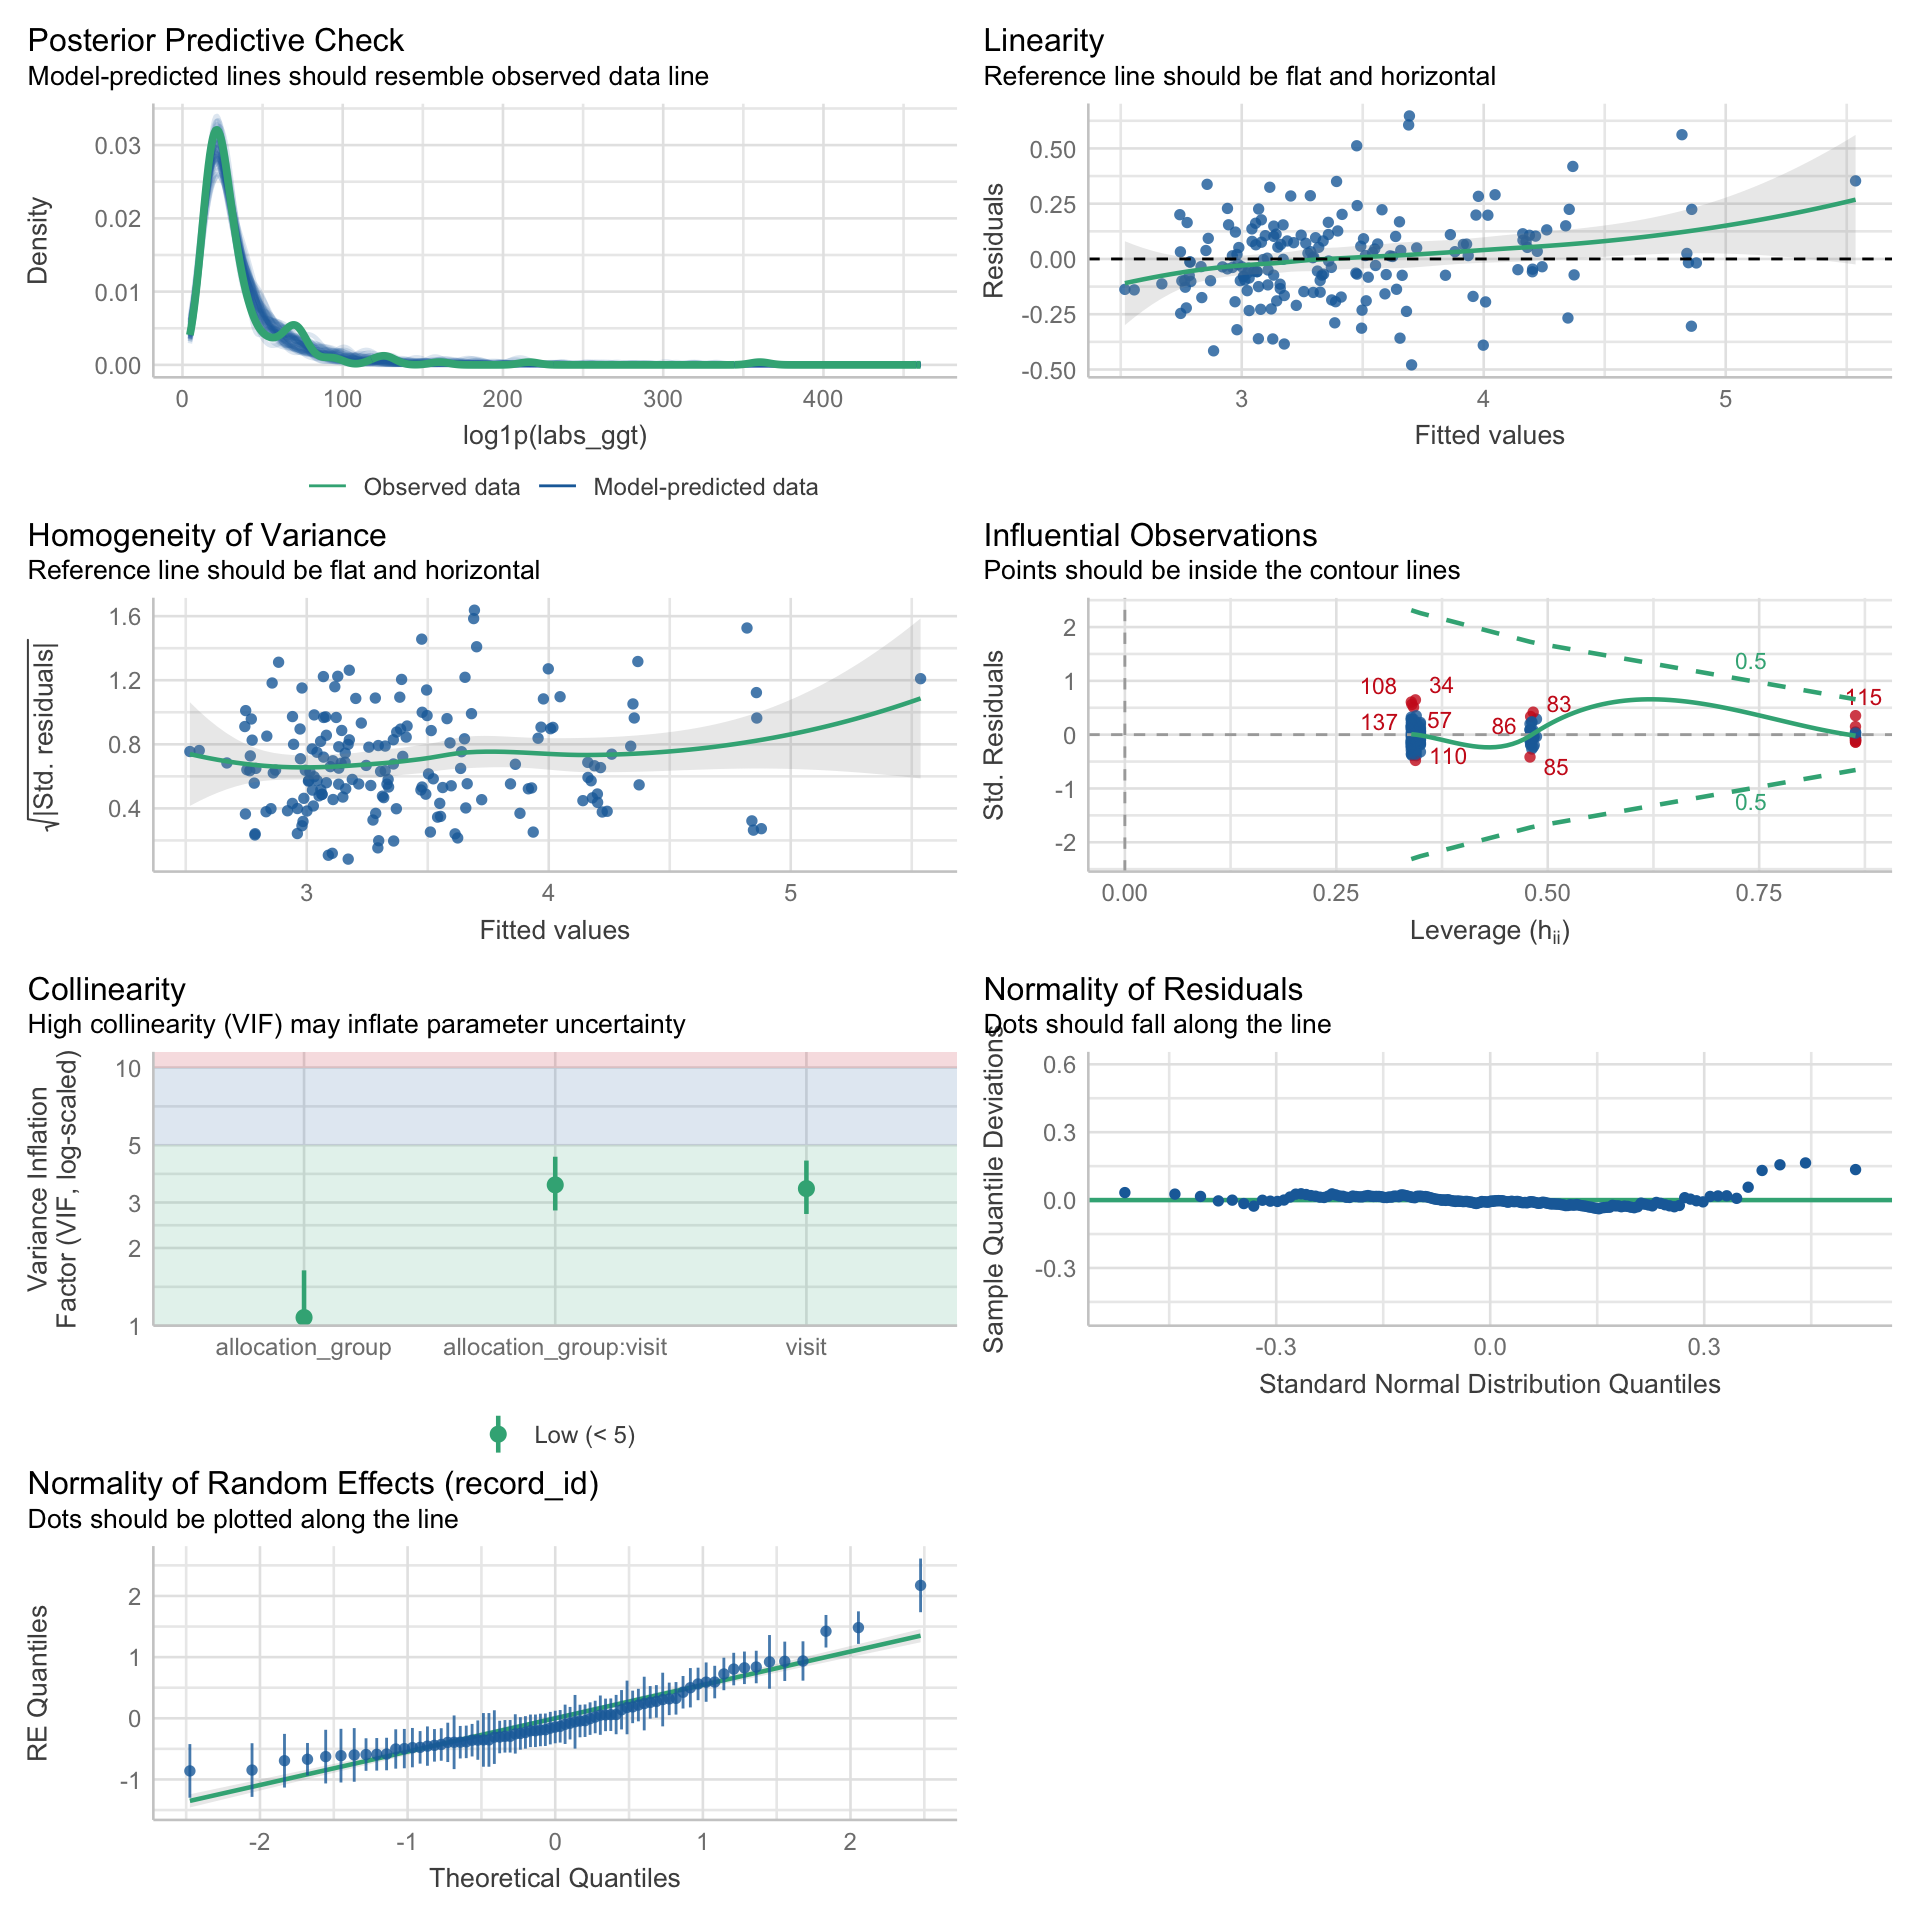 Posterior Predictive Check
Model-predicted lines should resemble observed data line
Density
0.03
0.02
0.01
0.00
0
100
200
300
400
log1p(labs_ggt)
Observed data
Model-predicted data
Linearity
Reference line should be flat and horizontal
Residuals
0.50
0.25
0.00
-0.25
-0.50
3
4
5
Fitted values
Homogeneity of Variance
Reference line should be flat and horizontal
√|Std. residuals|
1.6
1.2
0.8
0.4
3
4
5
Fitted values
Influential Observations
Points should be inside the contour lines
Std. Residuals
2
1
0
-1
-2
108
34
137
57
110
86
83
85
0.5
115
0.5
0.00
0.25
0.50
0.75
Leverage (hii)
Collinearity
High collinearity (VIF) may inflate parameter uncertainty
Variance Inflation
Factor (VIF, log-scaled)
10
5
3
2
1
allocation_group
allocation_group:visit
visit
Low (< 5)
Normality of Residuals
Dots should fall along the line
Sample Quantile Deviations
0.6
0.3
0.0
-0.3
-0.3
0.0
0.3
Standard Normal Distribution Quantiles
Normality of Random Effects (record_id)
Dots should be plotted along the line
RE Quantiles
2
1
0
-1
-2
-1
0
1
2
Theoretical Quantiles